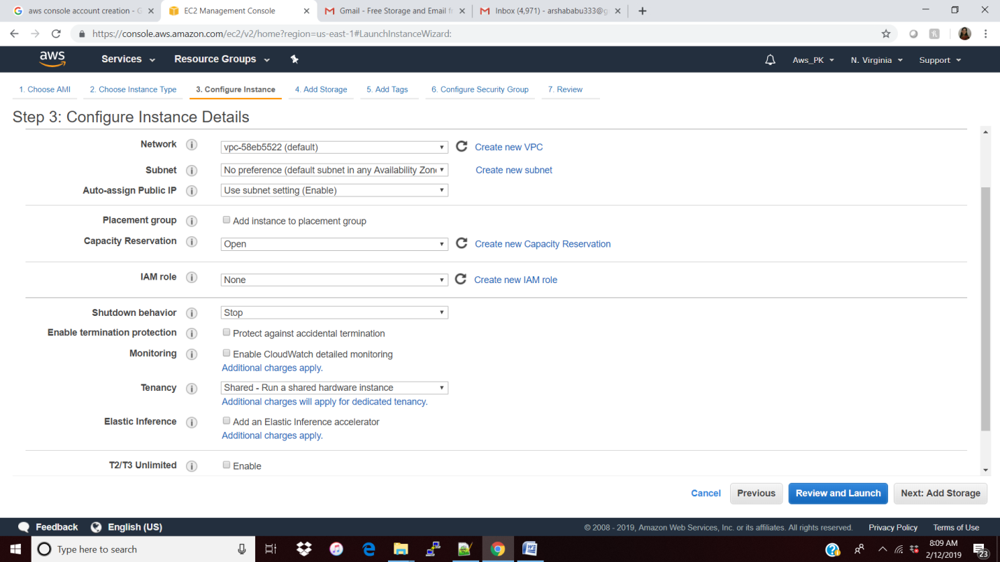 aws console account creation - G
EC2 Management Console
Gmail - Free Storage and Email f
Inbox (4,971) - arshababu333@g
https://console.aws.amazon.com/ec2/v2/home?region=us-east-1#LaunchInstanceWizard:
aws Services Resource Groups Aws_PK N. Virginia Support
1. Choose AMI 2. Choose Instance Type 3. Configure Instance 4. Add Storage 5. Add Tags 6. Configure Security Group 7. Review
Step 3: Configure Instance Details
Network i vpc-58eb5522 (default) Create new VPC
Subnet i No preference (default subnet in any Availability Zon Create new subnet
Auto-assign Public IP i Use subnet setting (Enable)
Placement group i Add instance to placement group
Capacity Reservation i Open Create new Capacity Reservation
IAM role i None Create new IAM role
Shutdown behavior i Stop
Enable termination protection i Protect against accidental termination
Monitoring i Enable CloudWatch detailed monitoring
Additional charges apply.
Tenancy i Shared - Run a shared hardware instance
Additional charges will apply for dedicated tenancy.
Elastic Inference i Add an Elastic Inference accelerator
Additional charges apply.
T2/T3 Unlimited i Enable
Cancel Previous Review and Launch Next: Add Storage
Feedback English (US) © 2008 - 2019, Amazon Web Services, Inc. or its affiliates. All rights reserved. Privacy Policy Terms of Use
Type here to search
8:09 AM
2/12/2019
23